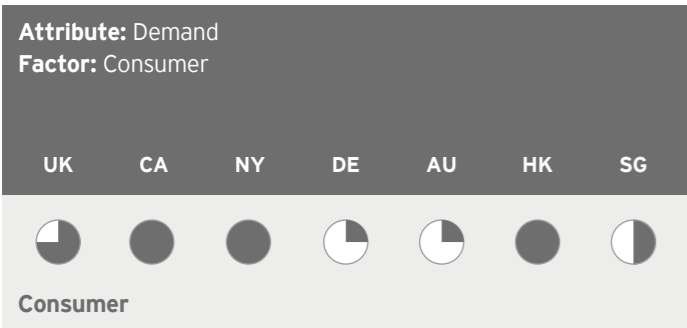 Attribute: Demand
Factor: Consumer
UK CA NY DE AU HK SG
Consumer